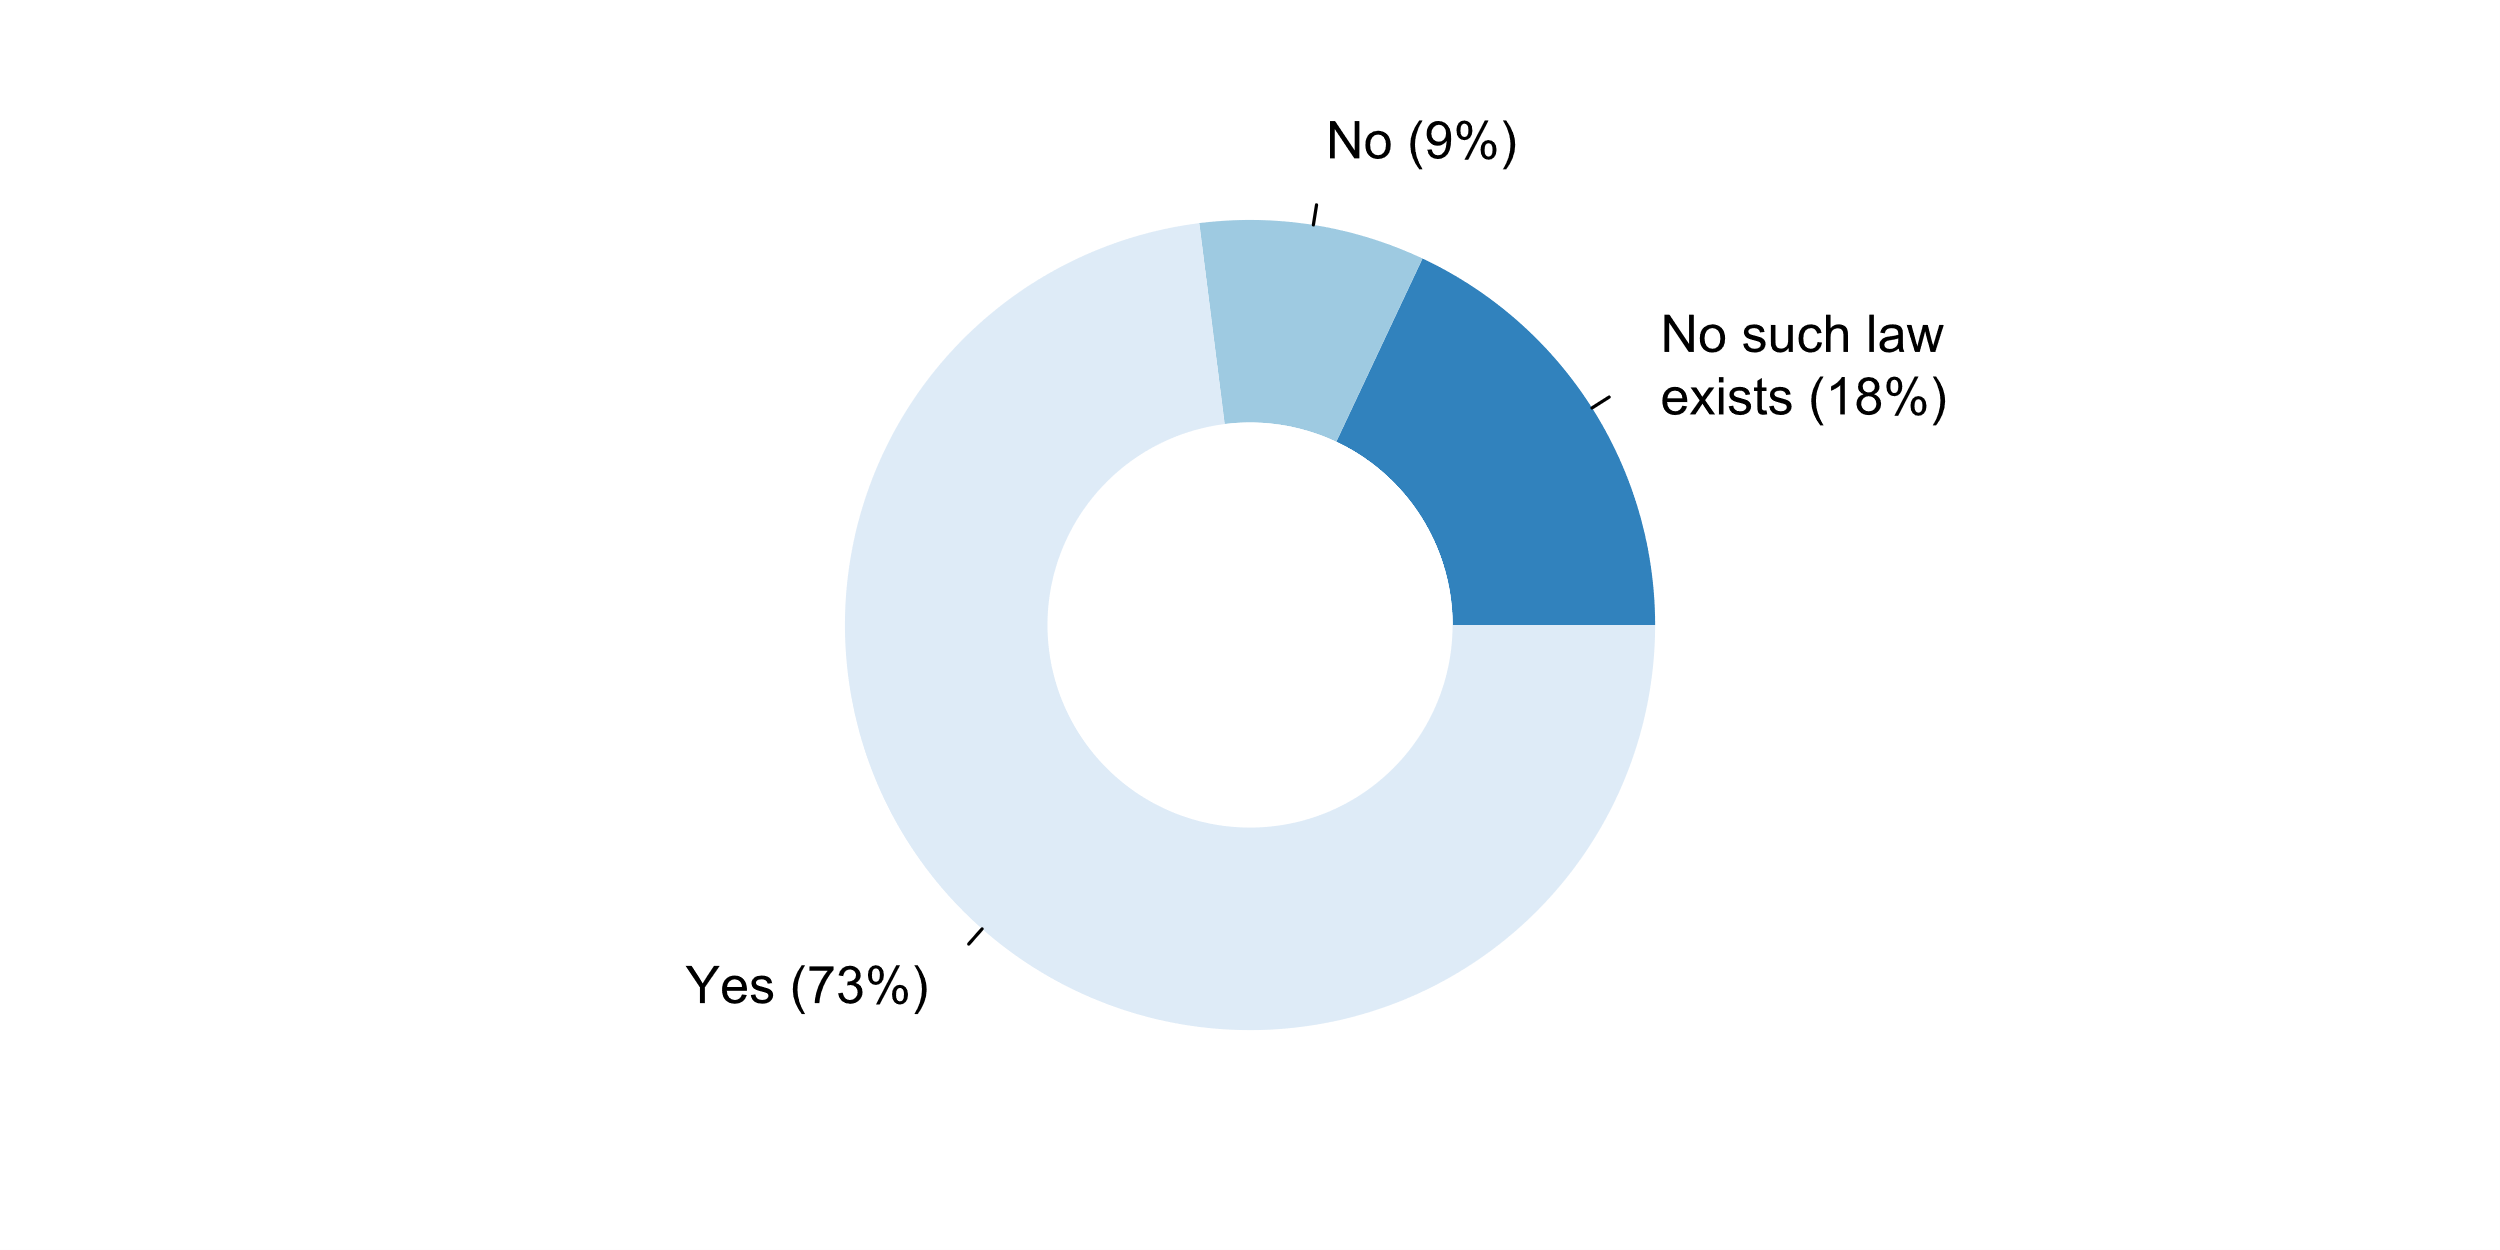 No (9%)
No such law
exists (18%)
Yes (73%)